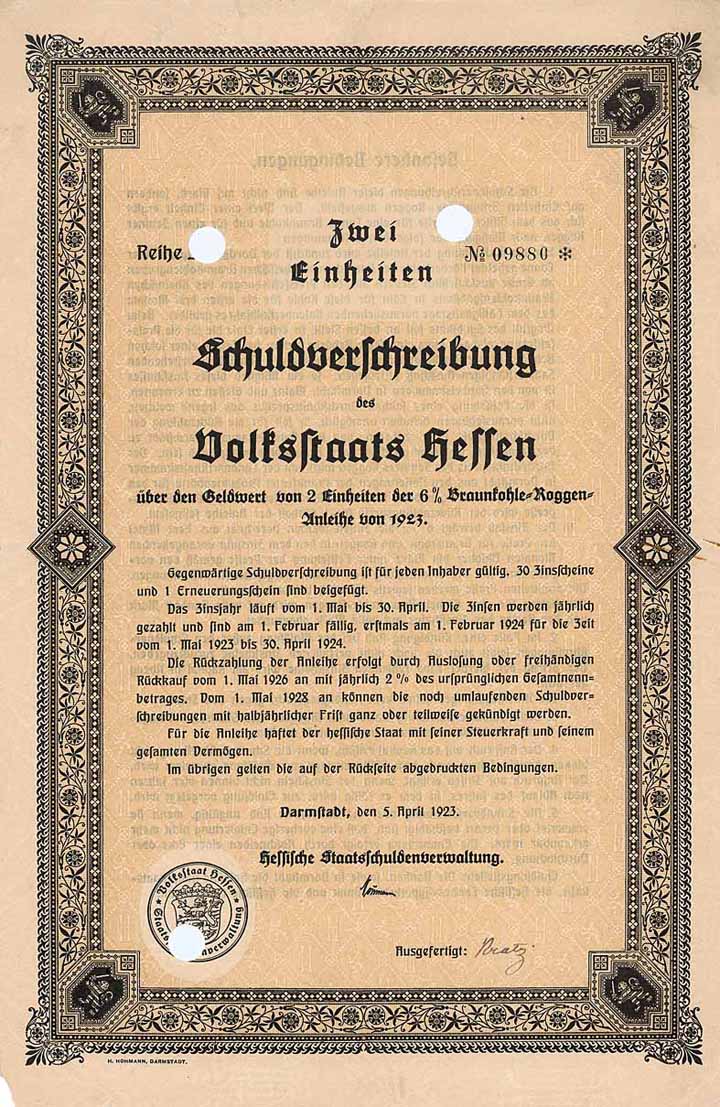 Zwei
Reihe
№ 09880 *
Einheiten
Schuldverschreibung
des
Volksstaats Hessen
über den Geldwert von 2 Einheiten der 6% Braunkohle=Roggen=
Anleihe von 1923.
Gegenwärtige Schuldverschreibung ist für jeden Inhaber gültig. 30 Zinsscheine
und 1 Erneuerungsschein sind beigefügt.
Das Zinsjahr läuft vom 1. Mai bis 30. April. Die Zinsen werden jährlich
gezahlt und sind am 1. Februar fällig, erstmals am 1. Februar 1924 für die Zeit
vom 1. Mai 1923 bis 30. April 1924.
Die Rückzahlung der Anleihe erfolgt durch Auslosung oder freihändigen
Rückkauf vom 1. Mai 1926 an mit jährlich 2% des ursprünglichen Gesamtnenn=
betrages. Vom 1. Mai 1928 an können die noch umlaufenden Schuldver=
schreibungen mit halbjährlicher Frist ganz oder teilweise gekündigt werden.
Für die Anleihe haftet der hessische Staat mit seiner Steuerkraft und seinem
gesamten Vermögen.
Im übrigen gelten die auf der Rückseite abgedruckten Bedingungen.
Darmstadt, den 5. April 1923.
Hessische Staatsschuldenverwaltung.
Volksstaat Hessen
Ausgefertigt: Kratz
H. HOHMANN, DARMSTADT.